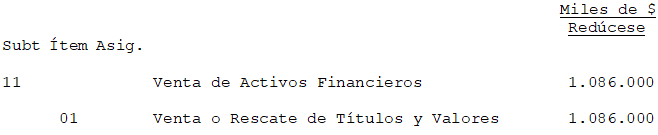 Miles de $
Redúcese
Subt Ítem Asig.
11 Venta de Activos Financieros 1.086.000
01 Venta o Rescate de Títulos y Valores 1.086.000